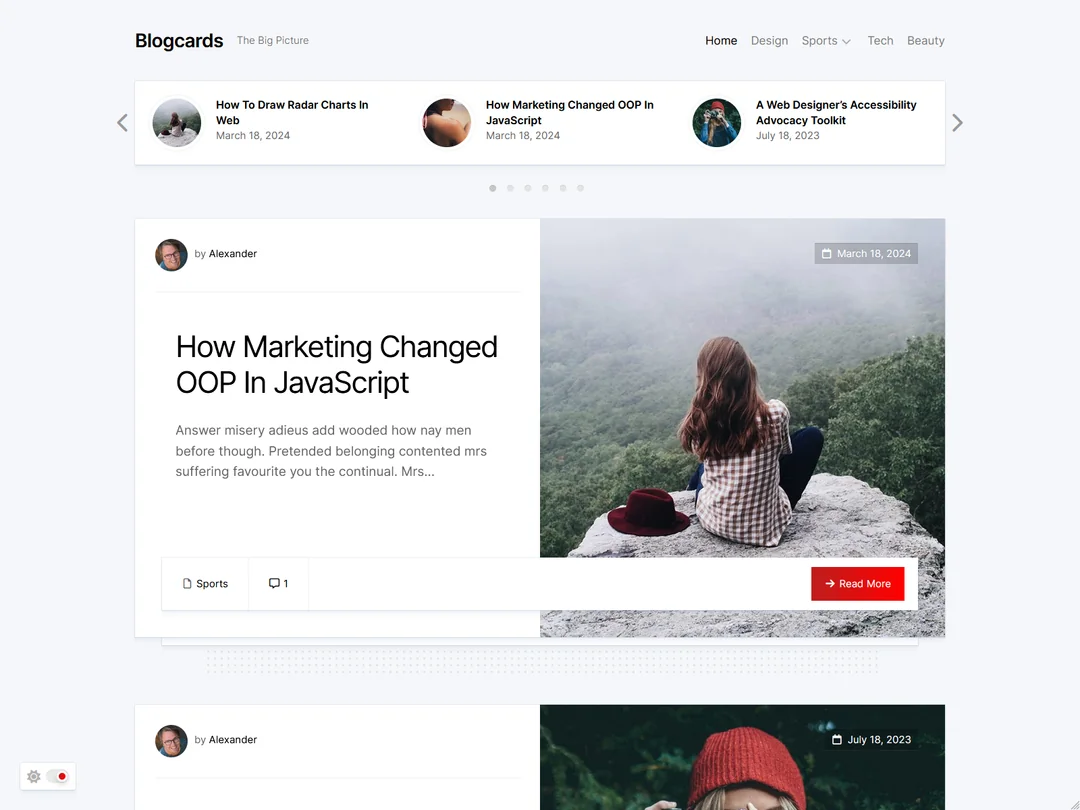 Blogcards
The Big Picture
Home
Design
Sports
Tech
Beauty
How To Draw Radar Charts In
Web
March 18, 2024
How Marketing Changed OOP In
JavaScript
March 18, 2024
A Web Designer’s Accessibility
Advocacy Toolkit
July 18, 2023
by Alexander
March 18, 2024
How Marketing Changed
OOP In JavaScript
Answer misery adieus add wooded how nay men
before though. Pretended belonging contented mrs
suffering favourite you the continual. Mrs...
Sports
1
Read More
by Alexander
July 18, 2023